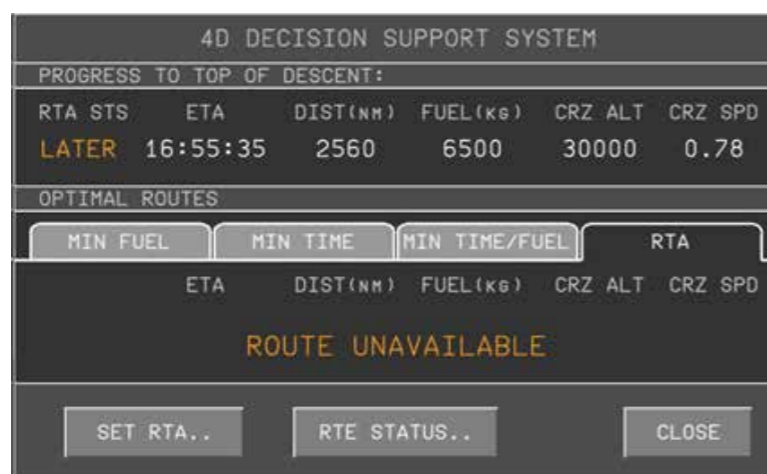 4D DECISION SUPPORT SYSTEM
PROGRESS TO TOP OF DESCENT:
RTA STS ETA DIST(NM) FUEL(KG) CRZ ALT CRZ SPD
LATER 16:55:35 2560 6500 30000 0.78
OPTIMAL ROUTES
MIN FUEL MIN TIME MIN TIME/FUEL RTA
ETA DIST(NM) FUEL(KG) CRZ ALT CRZ SPD
ROUTE UNAVAILABLE
SET RTA.. RTE STATUS.. CLOSE